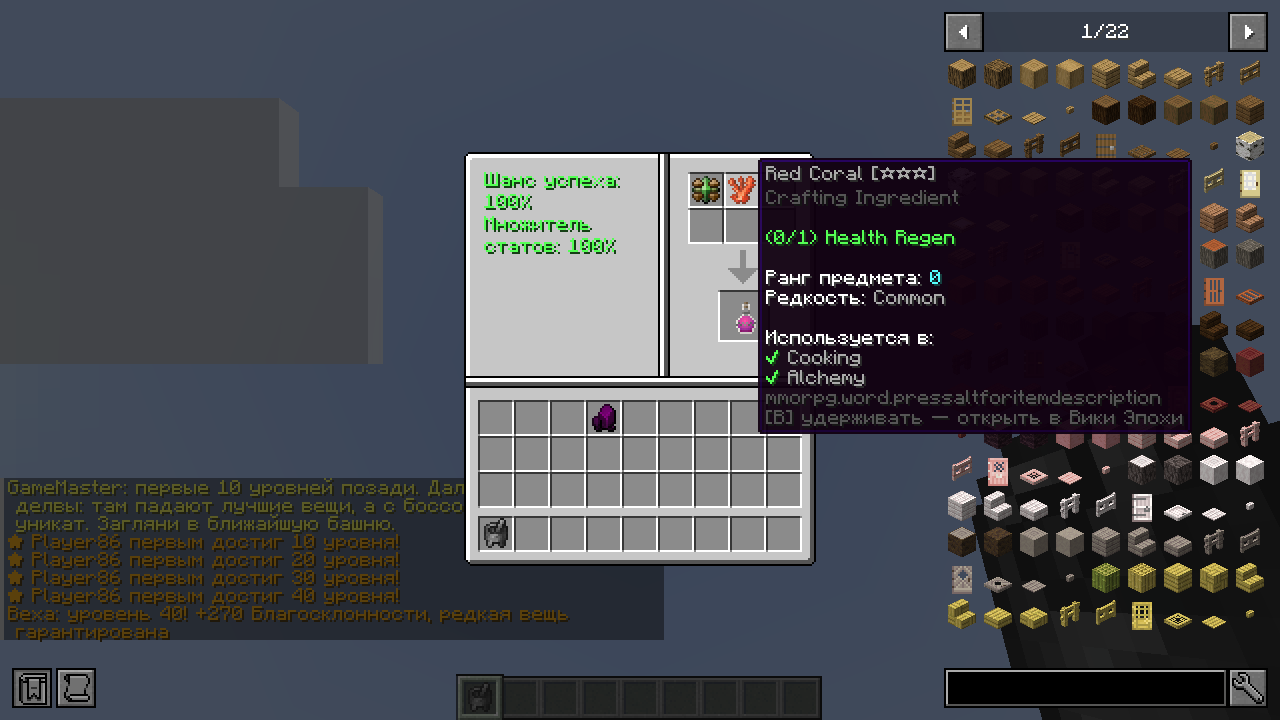 1/22
Шанс успеха:
100%
Множитель
статов: 100%
Red Coral [☆☆☆]
Crafting Ingredient
(0/1) Health Regen
Ранг предмета: 0
Редкость: Common
Используется в:
✔ Cooking
✔ Alchemy
mmorpg.word.pressaltforitemdescription
[B] удерживать — открыть в Вики Эпохи
GameMaster: первые 10 уровней позади. Дал
делвы: там падают лучшие вещи, а с боссо
уникат. Загляни в ближайшую башню.
★ Player86 первым достиг 10 уровня!
★ Player86 первым достиг 20 уровня!
★ Player86 первым достиг 30 уровня!
★ Player86 первым достиг 40 уровня!
Веха: уровень 40! +270 Благосклонности, редкая вещь
гарантирована